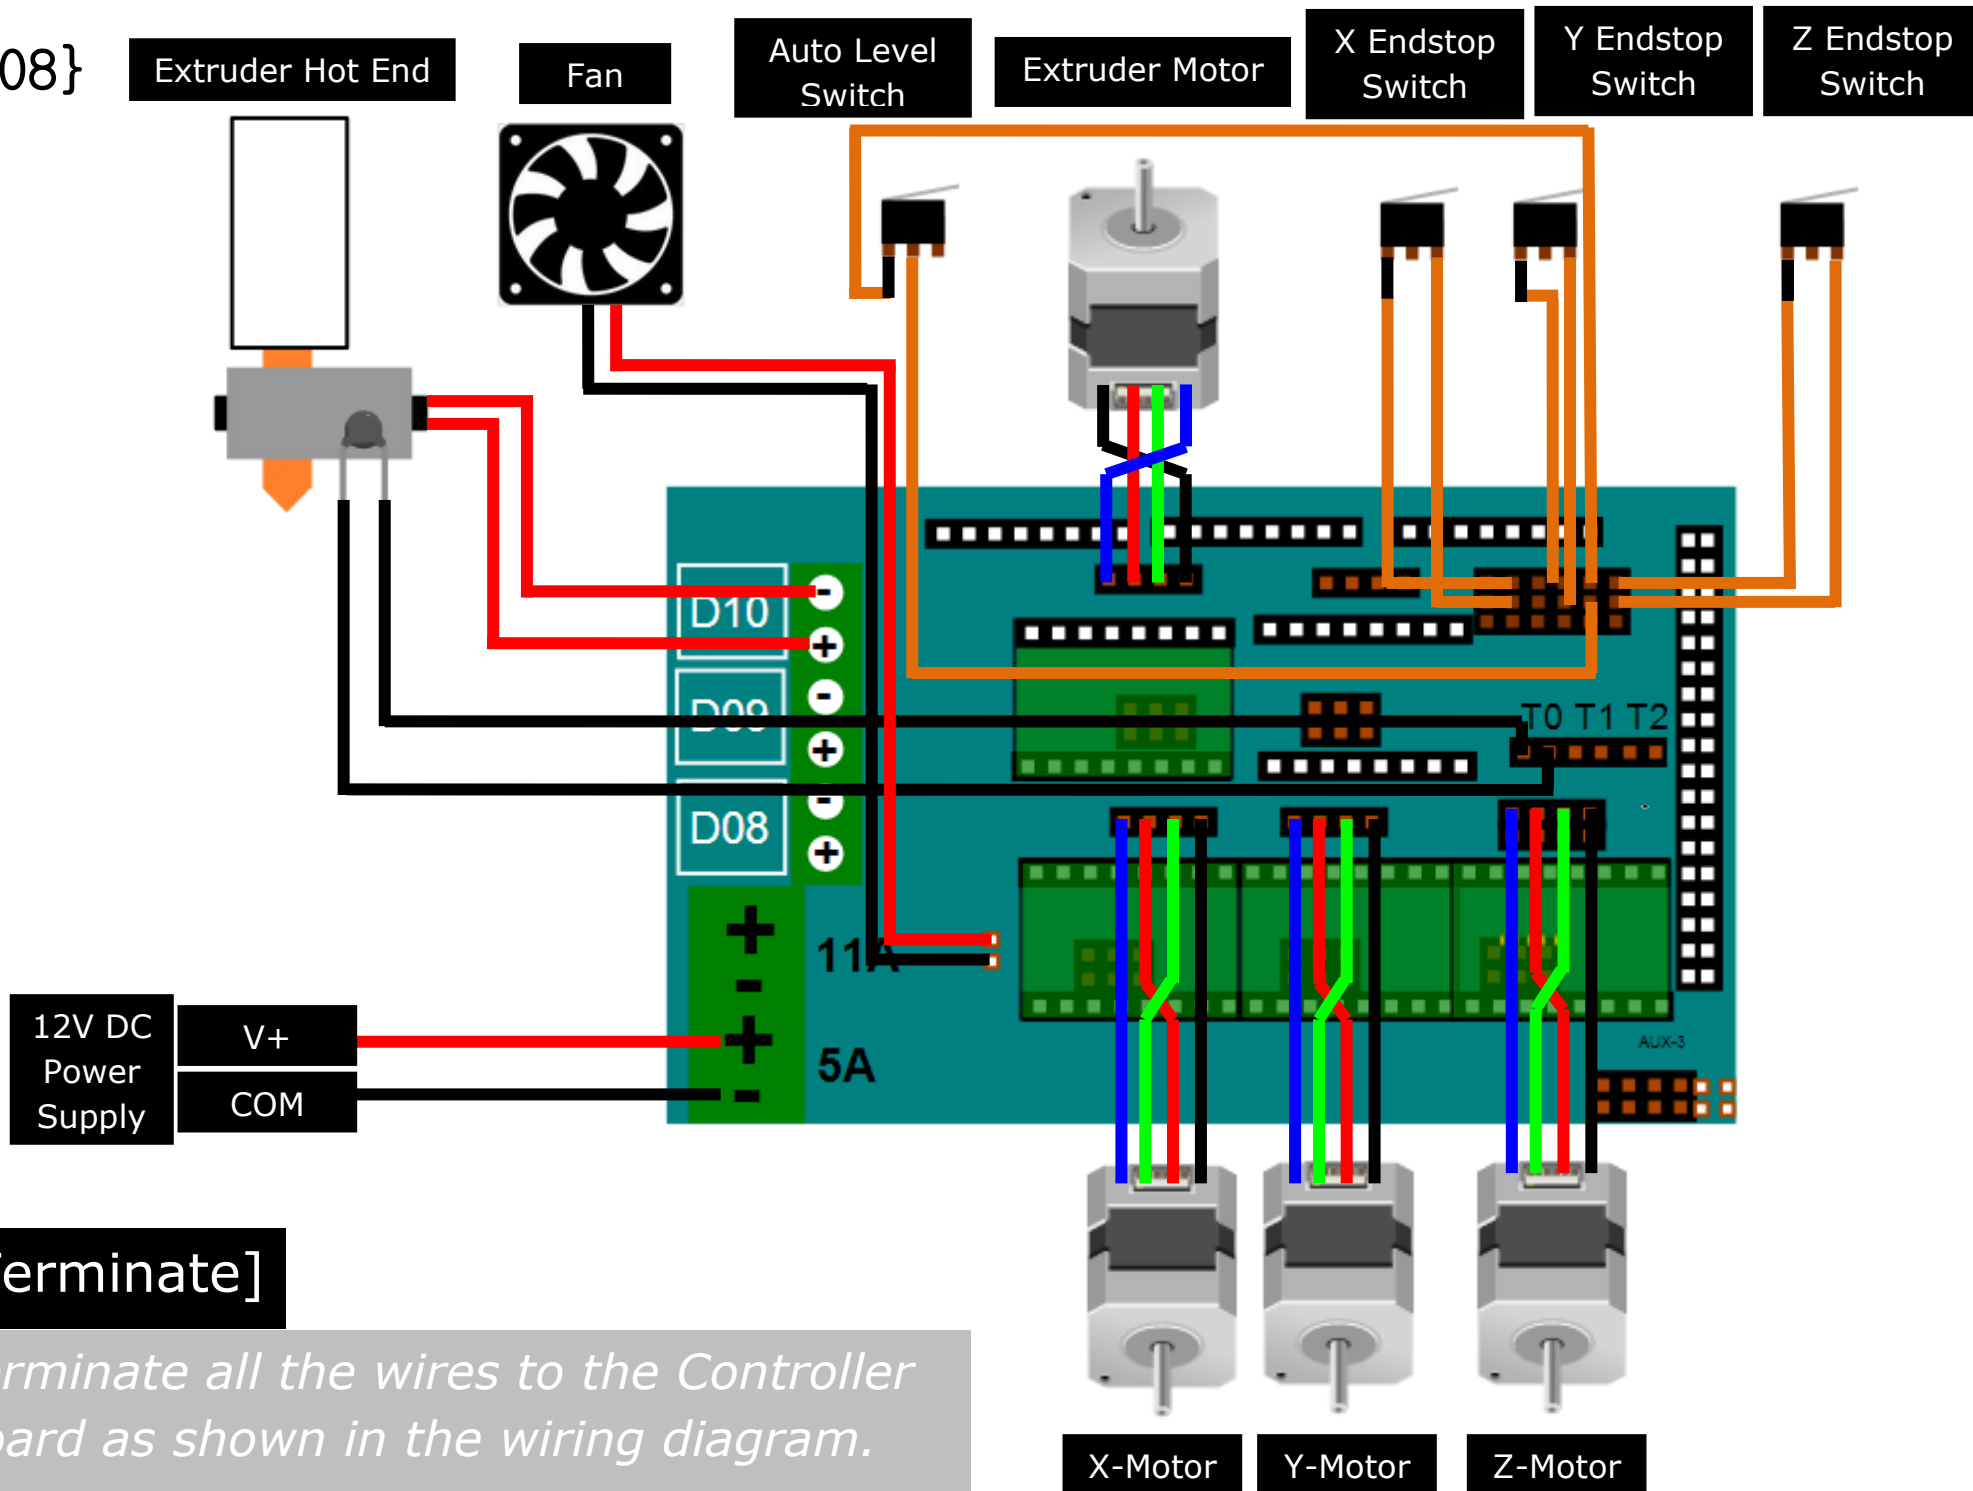 08}
Extruder Hot End
Fan
Auto Level
Switch
Extruder Motor
X Endstop
Switch
Y Endstop
Switch
Z Endstop
Switch
D10
-
+
D09
-
+
D08
-
+
T0 T1 T2
+
-
11A
+
-
5A
12V DC
Power
Supply
V+
COM
AUX-3
erminate]
erminate all the wires to the Controller
oard as shown in the wiring diagram.
X-Motor
Y-Motor
Z-Motor